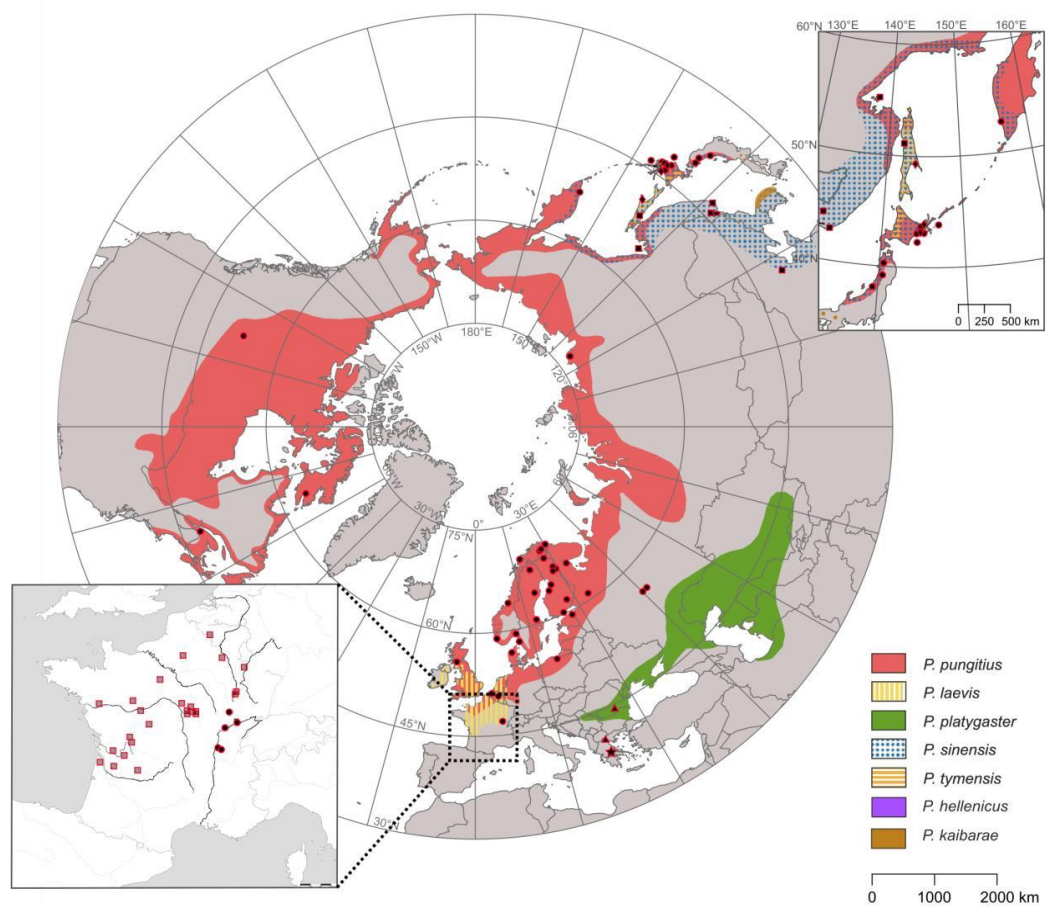 60°N 130°E 140°E 150°E 160°E
50°N
40°N
0 250 500 km
180°E
150°W
150°E
120°E
90°E
60°E
60°W
30°W
30°E
0°
75°N
60°N
45°N
30°N
P. pungitius
P. laevis
P. platygaster
P. sinensis
P. tymensis
P. hellenicus
P. kaibarae
0 1000 2000 km